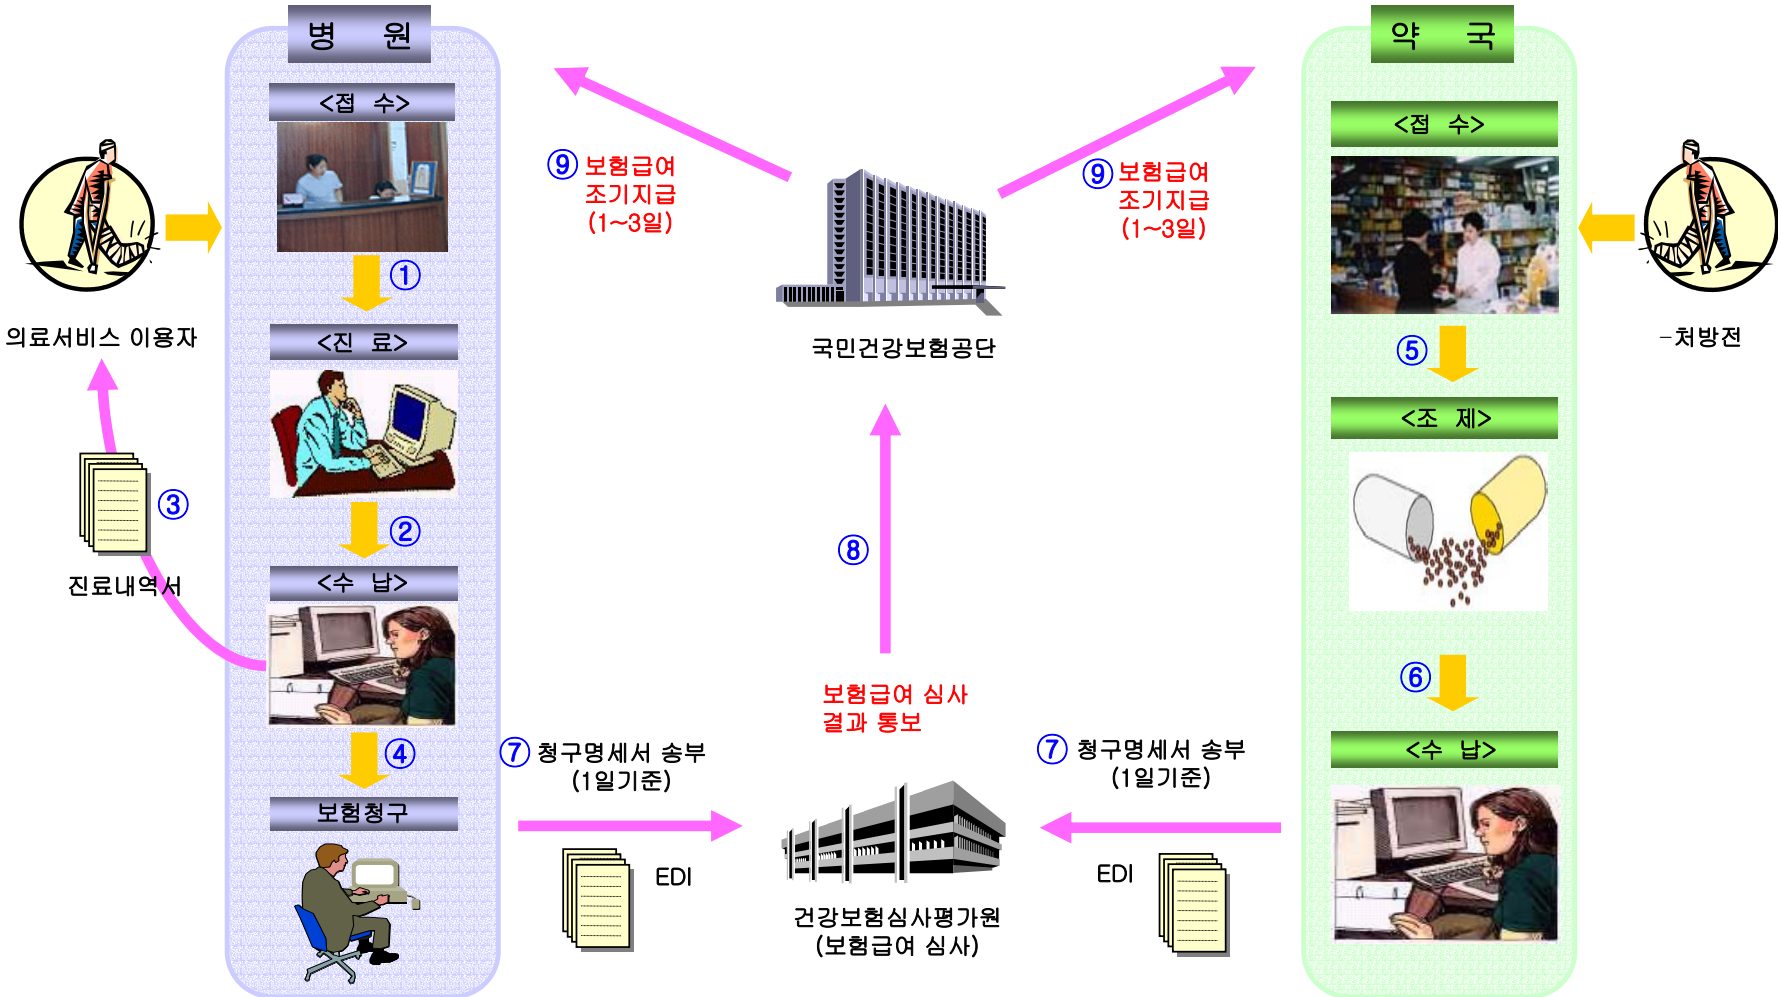 병 원
<접 수>
①
<진 료>
②
<수 납>
④
보험청구
의료서비스 이용자
③
진료내역서
⑨ 보험급여
조기지급
(1~3일)
국민건강보험공단
⑨ 보험급여
조기지급
(1~3일)
⑧
보험급여 심사
결과 통보
⑦ 청구명세서 송부
(1일기준)
EDI
건강보험심사평가원
(보험급여 심사)
⑦ 청구명세서 송부
(1일기준)
EDI
약 국
<접 수>
⑤
<조 제>
⑥
<수 납>
-처방전